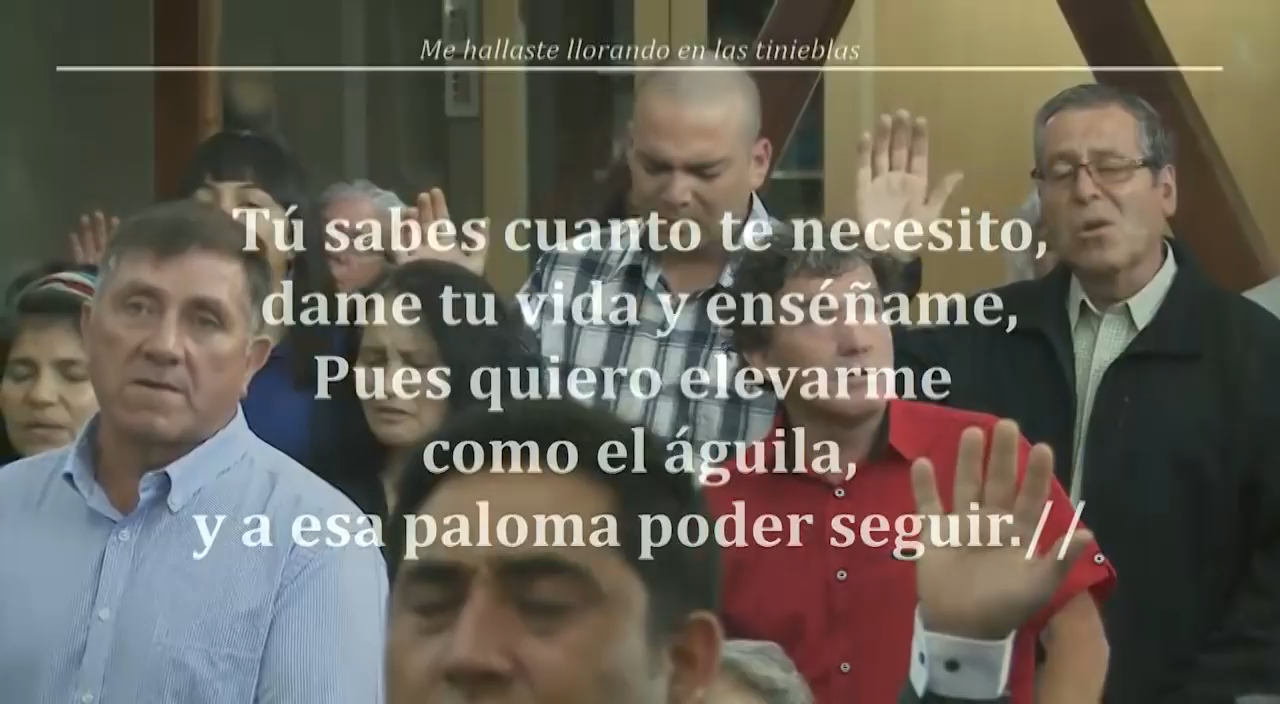 Me hallaste llorando en las tinieblas
Tú sabes cuanto te necesito,
dame tu vida y enséñame,
Pues quiero elevarme
como el águila,
y a esa paloma poder seguir.//